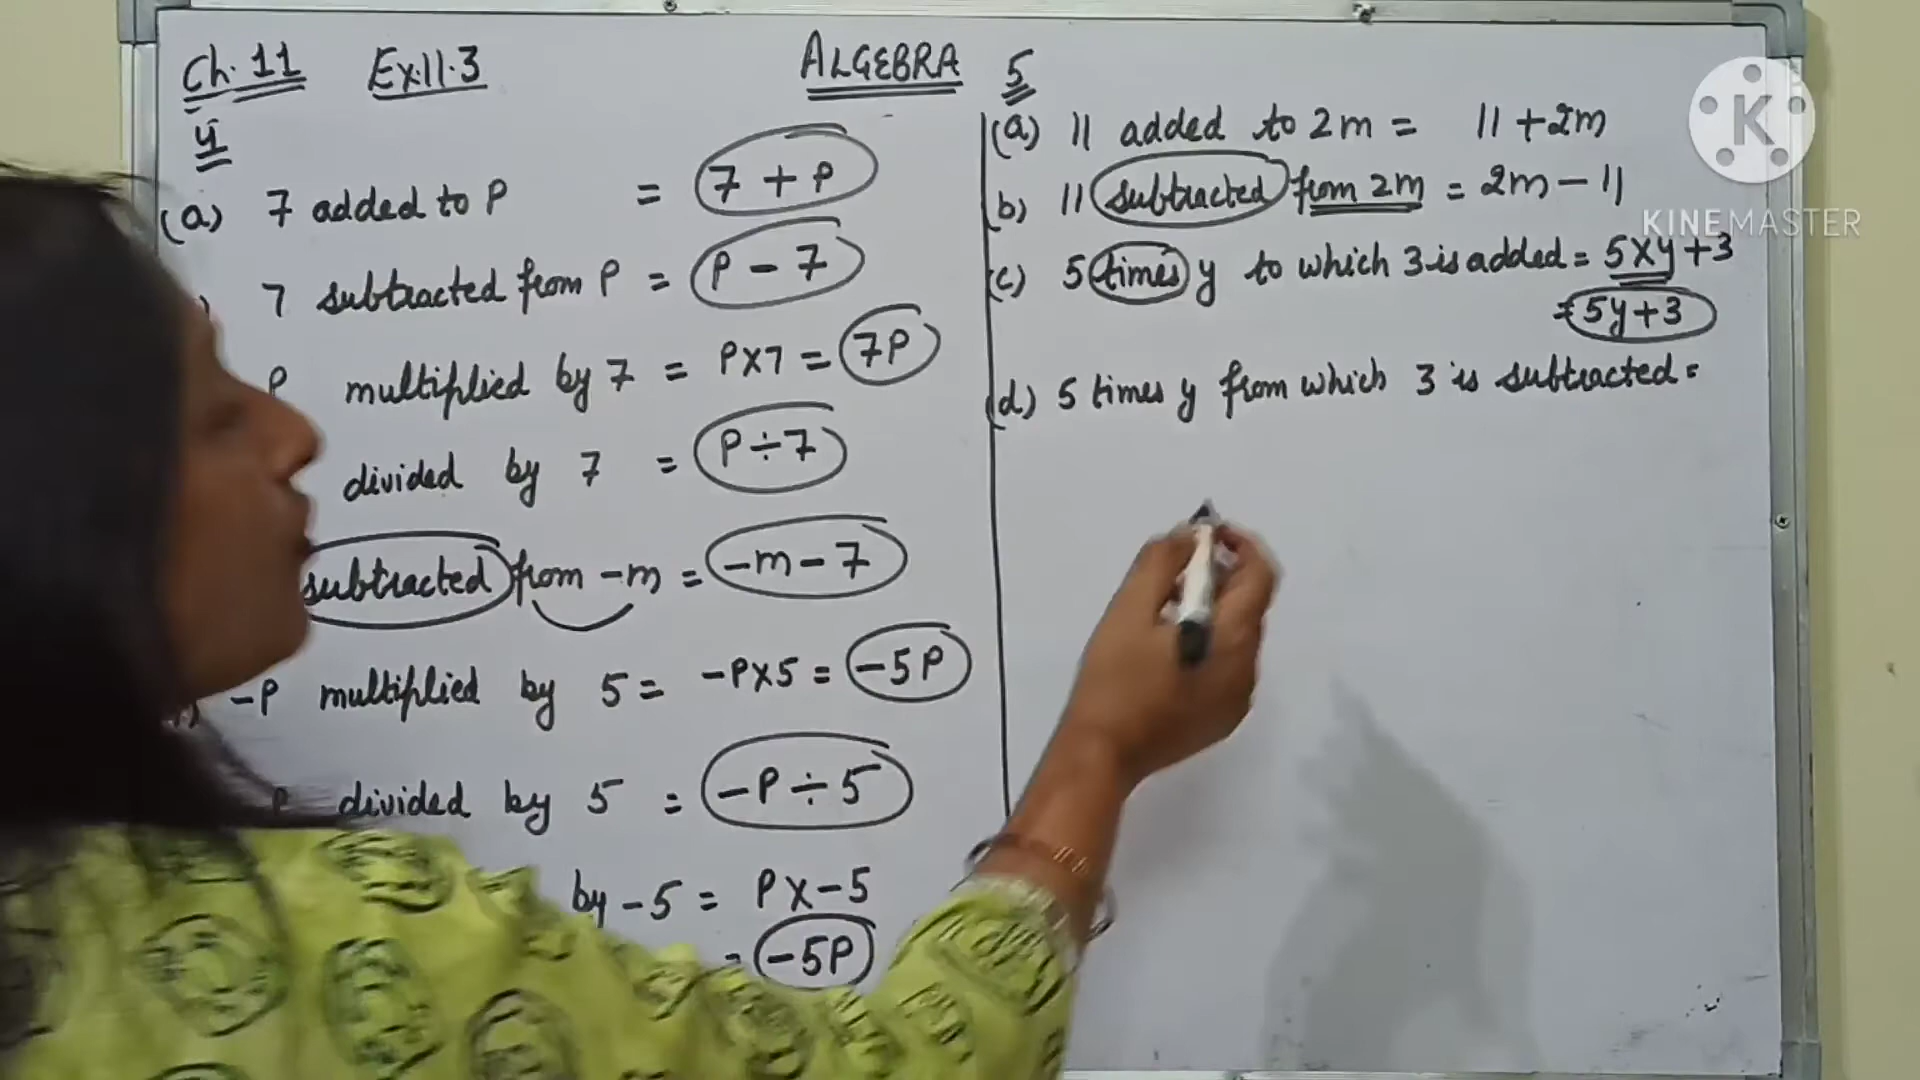 Ch. 11 Ex.11.3 ALGEBRA
4
(a) 7 added to P = 7 + P
) 7 subtracted from P = P - 7
P multiplied by 7 = P x 7 = 7P
divided by 7 = P ÷ 7
subtracted from -m = -m - 7
) -P multiplied by 5 = -P x 5 = -5P
P divided by 5 = -P ÷ 5
by -5 = P x -5
= -5P
5
(a) 11 added to 2m = 11 + 2m
(b) 11 subtracted from 2m = 2m - 11
(c) 5 times y to which 3 is added = 5xy + 3
= 5y + 3
(d) 5 times y from which 3 is subtracted =
K
KINEMASTER